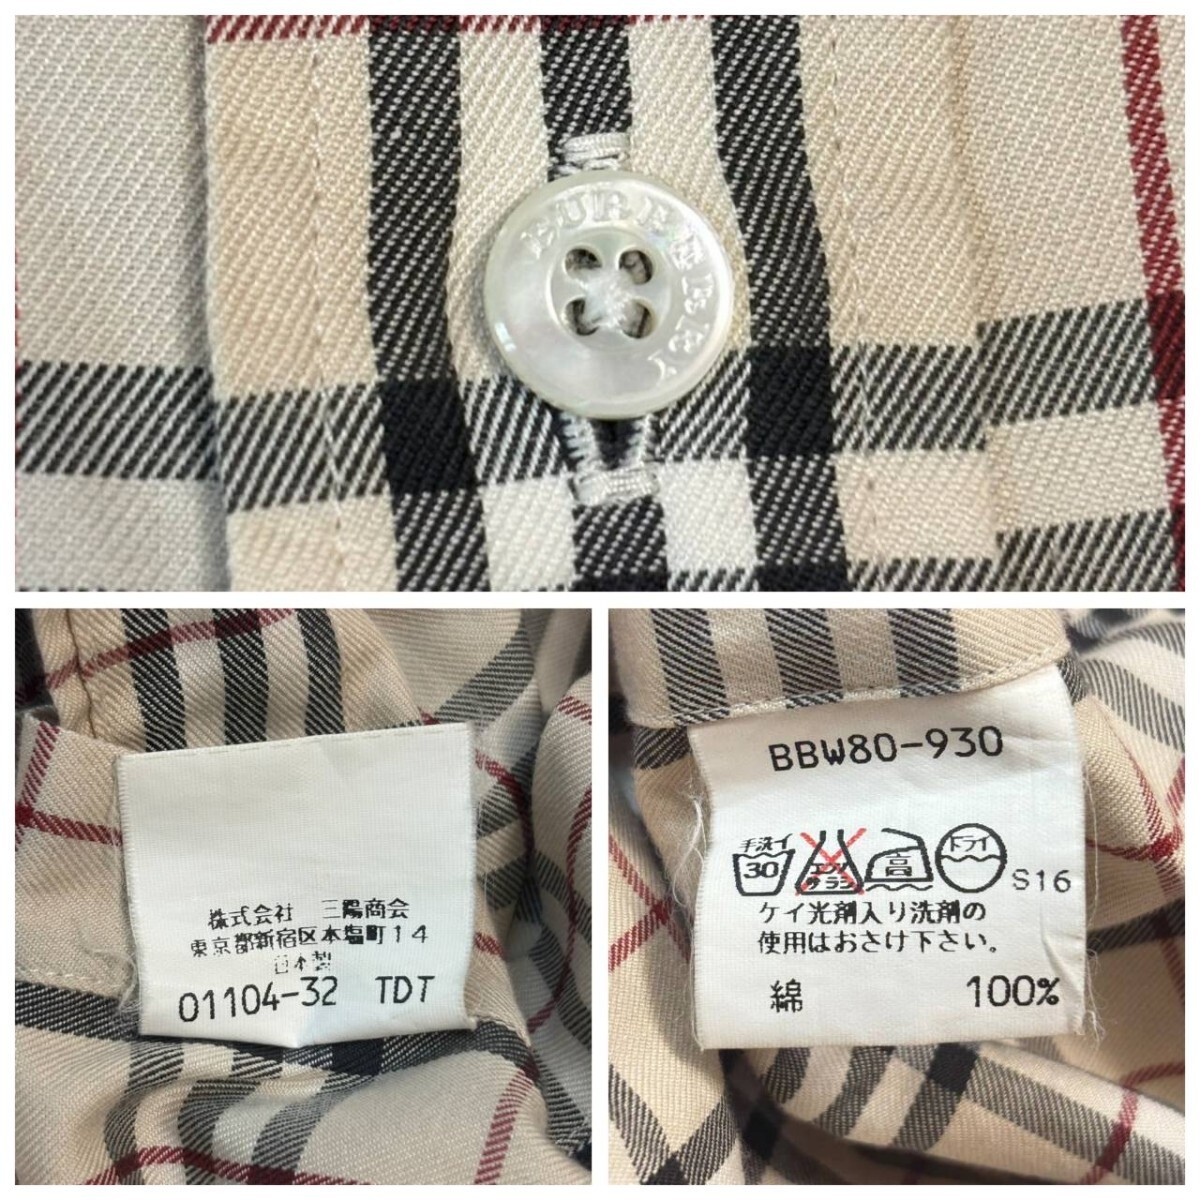 BURBERRY
株式会社 三陽商会
東京都新宿区本塩町14
日本製
01104-32 TDT
BBW80-930
手洗イ
30
エンソ
サラシ
高
ドライ
S16
ケイ光剤入り洗剤の
使用はおさけ下さい。
綿 100%